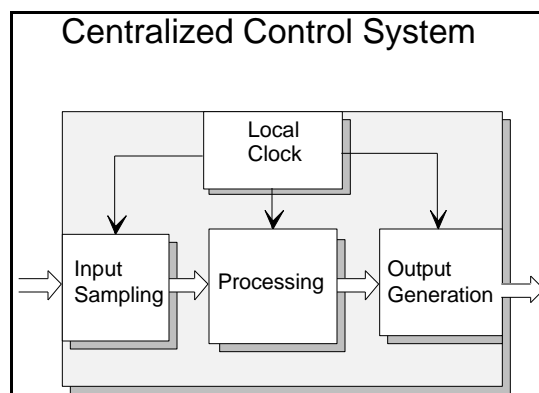 Centralized Control System
Local
Clock
Input
Sampling
Processing
Output
Generation